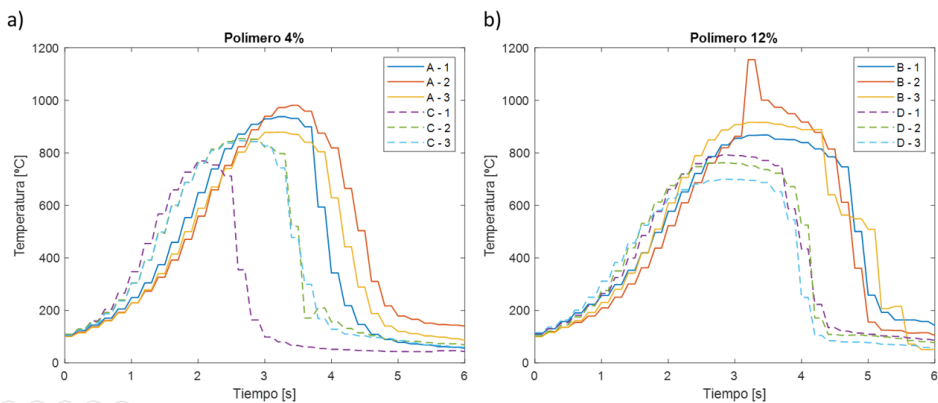 a)
Polímero 4%
1200
1000
800
600
400
200
0
Temperatura [ºC]
0 1 2 3 4 5 6
Tiempo [s]
A - 1
A - 2
A - 3
C - 1
C - 2
C - 3
b)
Polímero 12%
1200
1000
800
600
400
200
0
Temperatura [ºC]
0 1 2 3 4 5 6
Tiempo [s]
B - 1
B - 2
B - 3
D - 1
D - 2
D - 3